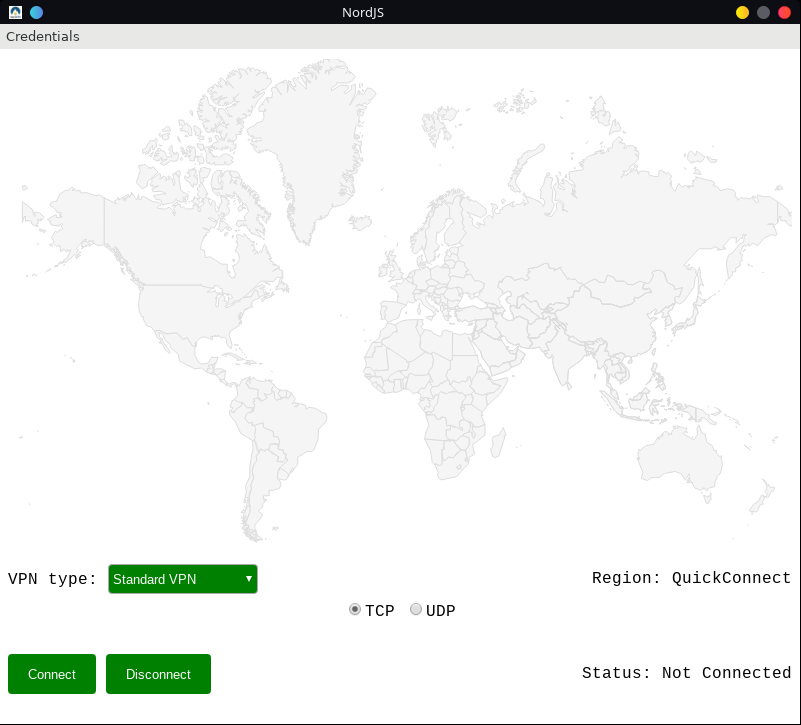 NordJS
Credentials
VPN type: Standard VPN
Region: QuickConnect
TCP UDP
Connect Disconnect
Status: Not Connected